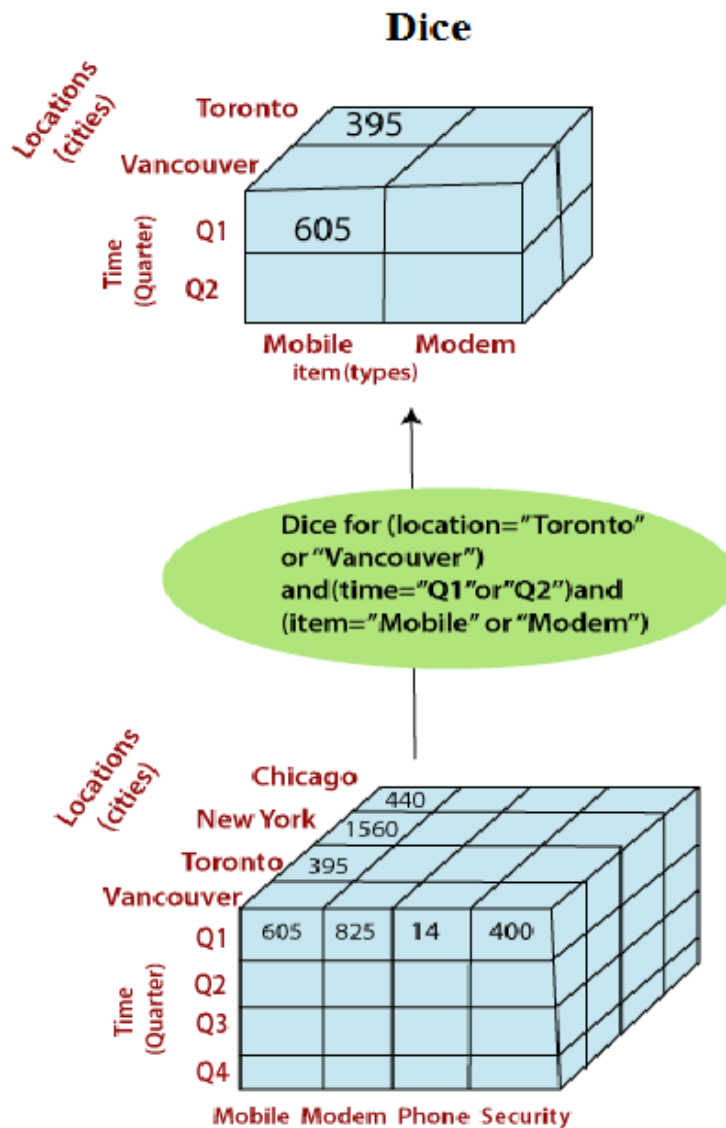 Dice
Locations
(cities)
Toronto
395
Vancouver
Time
(Quarter)
Q1
605
Q2
Mobile Modem
item(types)
Dice for (location="Toronto"
or "Vancouver")
and(time="Q1"or"Q2")and
(item="Mobile" or "Modem")
Locations
(cities)
Chicago
440
New York
1560
Toronto
395
Vancouver
Time
(Quarter)
Q1
605 825 14 400
Q2
Q3
Q4
Mobile Modem Phone Security